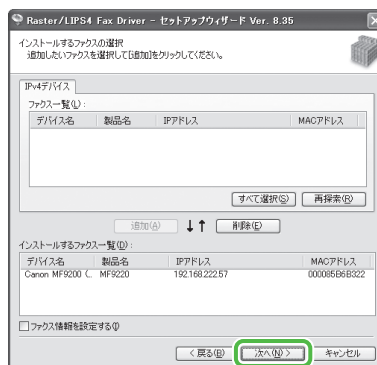 Raster/LIPS4 Fax Driver - セットアップウィザード Ver. 8.35
インストールするファクスの選択
追加したいファクスを選択して[追加]をクリックしてください。
IPv4デバイス
ファクス一覧(L):
デバイス名 製品名 IPアドレス MACアドレス
すべて選択(S) 再探索(R)
追加(A) ↓↑ 削除(E)
インストールするファクス一覧(D):
デバイス名 製品名 IPアドレス MACアドレス
Canon MF9200 (.. MF9220 192.168.222.57 000085B6B322
ファクス情報を設定する(I)
< 戻る(B) 次へ(N) > キャンセル